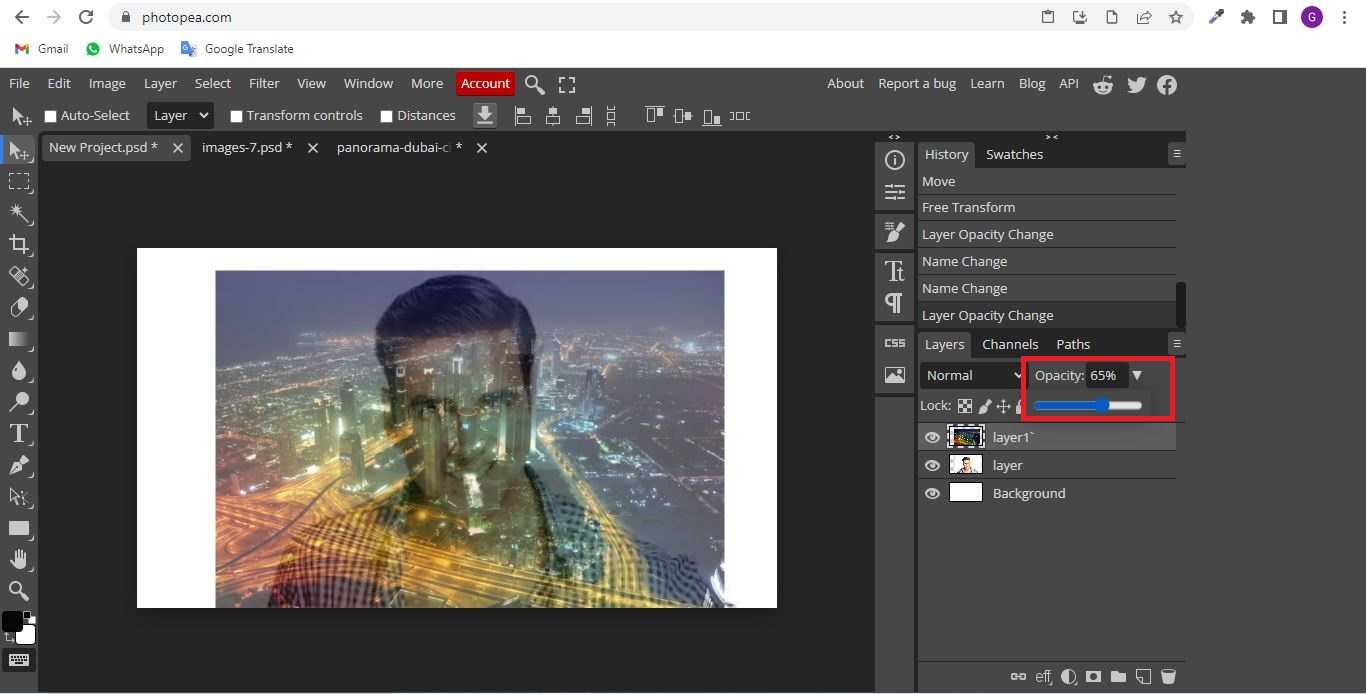 photopea.com
G
Gmail WhatsApp Google Translate
File Edit Image Layer Select Filter View Window More Account About Report a bug Learn Blog API
Auto-Select Layer Transform controls Distances
New Project.psd * images-7.psd * panorama-dubai-ci *
History Swatches
Move
Free Transform
Layer Opacity Change
Name Change
Name Change
Layer Opacity Change
CSS
Layers Channels Paths
Normal Opacity: 65%
Lock:
layer1`
layer
Background
eff